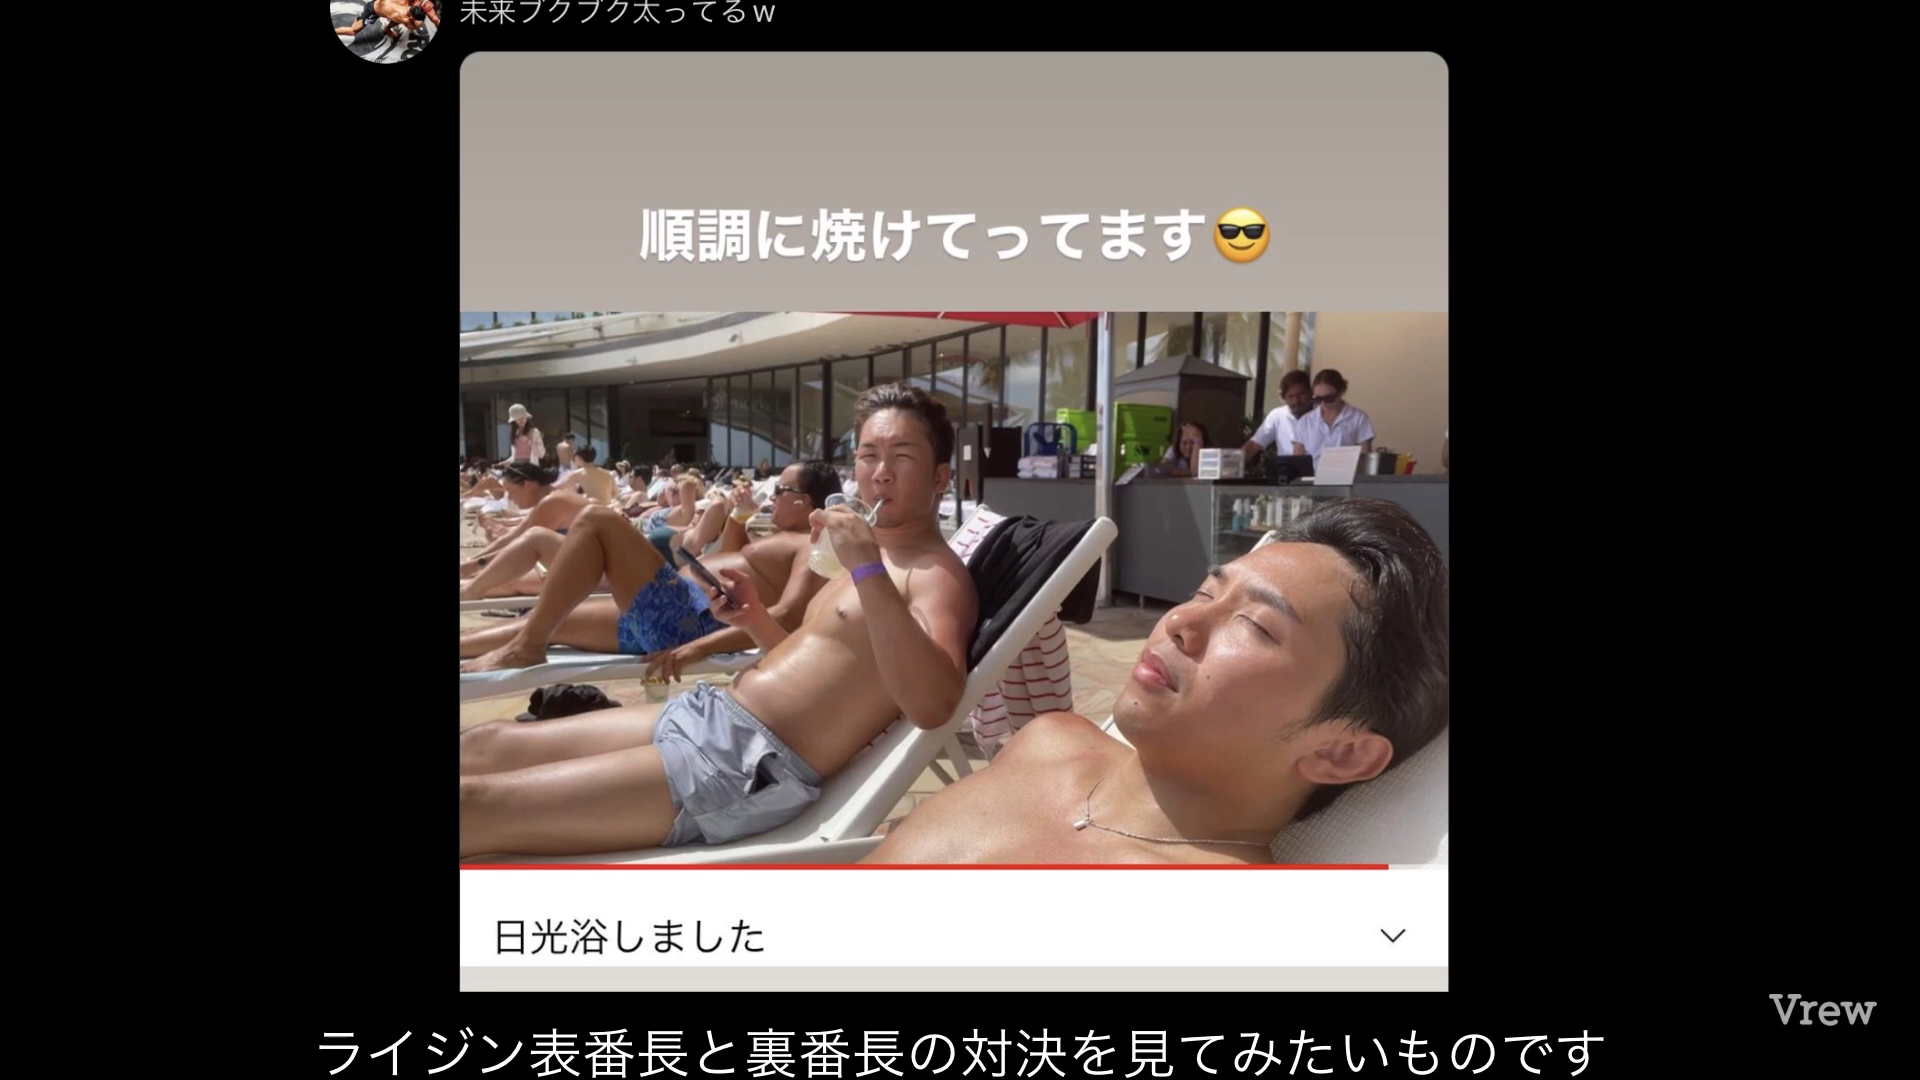 未来ブクブク太ってるw
順調に焼けてってます😎
日光浴しました
Vrew
ライジン表番長と裏番長の対決を見てみたいものです